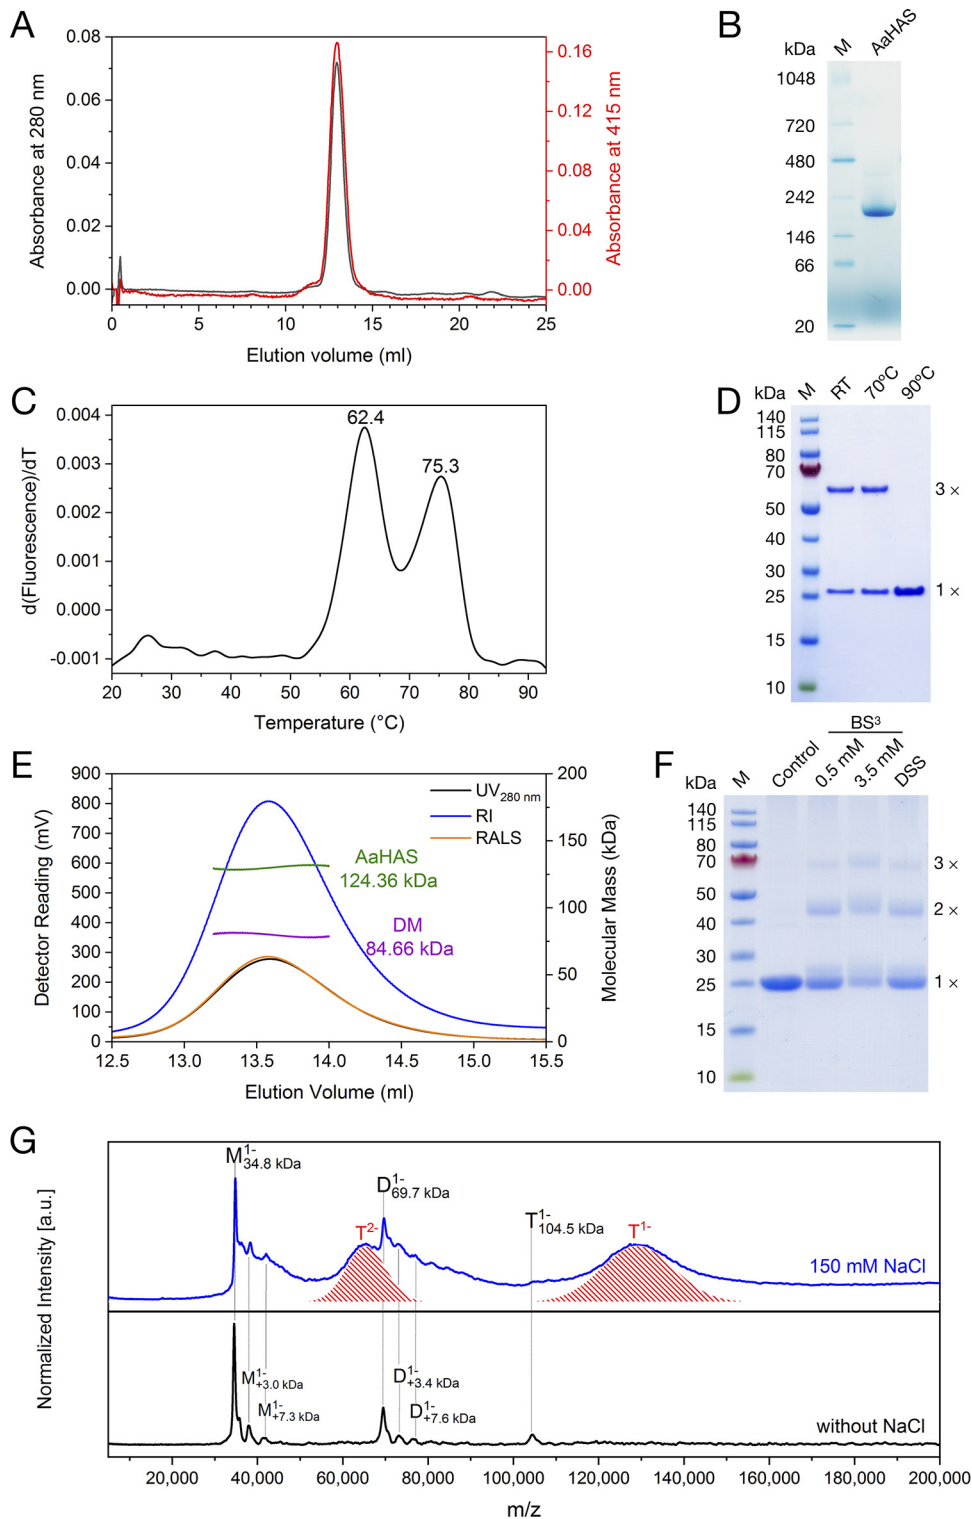 A
0.08
0.06
0.04
0.02
0.00
Absorbance at 280 nm
0.16
0.12
0.08
0.04
0.00
Absorbance at 415 nm
0 5 10 15 20 25
Elution volume (ml)
B
kDa M AaHAS
1048
720
480
242
146
66
20
C
0.004
0.003
0.002
0.001
0.000
-0.001
d(Fluorescence)/dT
62.4
75.3
20 30 40 50 60 70 80 90
Temperature (°C)
D
kDa M RT 70°C 90°C
140
115
80
70
50
40
30
25
15
10
3 ×
1 ×
E
900
800
700
600
500
400
300
200
100
0
Detector Reading (mV)
UV280 nm
RI
RALS
AaHAS
124.36 kDa
DM
84.66 kDa
200
150
100
50
0
Molecular Mass (kDa)
12.5 13.0 13.5 14.0 14.5 15.0 15.5
Elution Volume (ml)
F
BS3
kDa M Control 0.5 mM 3.5 mM DSS
140
115
80
70
50
40
30
25
15
10
3 ×
2 ×
1 ×
G
Normalized Intensity [a.u.]
M1-34.8 kDa
D1-69.7 kDa
T2-
T1-104.5 kDa
T1-
150 mM NaCl
M1-+3.0 kDa
M1-+7.3 kDa
D1-+3.4 kDa
D1-+7.6 kDa
without NaCl
20,000 40,000 60,000 80,000 100,000 120,000 140,000 160,000 180,000 200,000
m/z